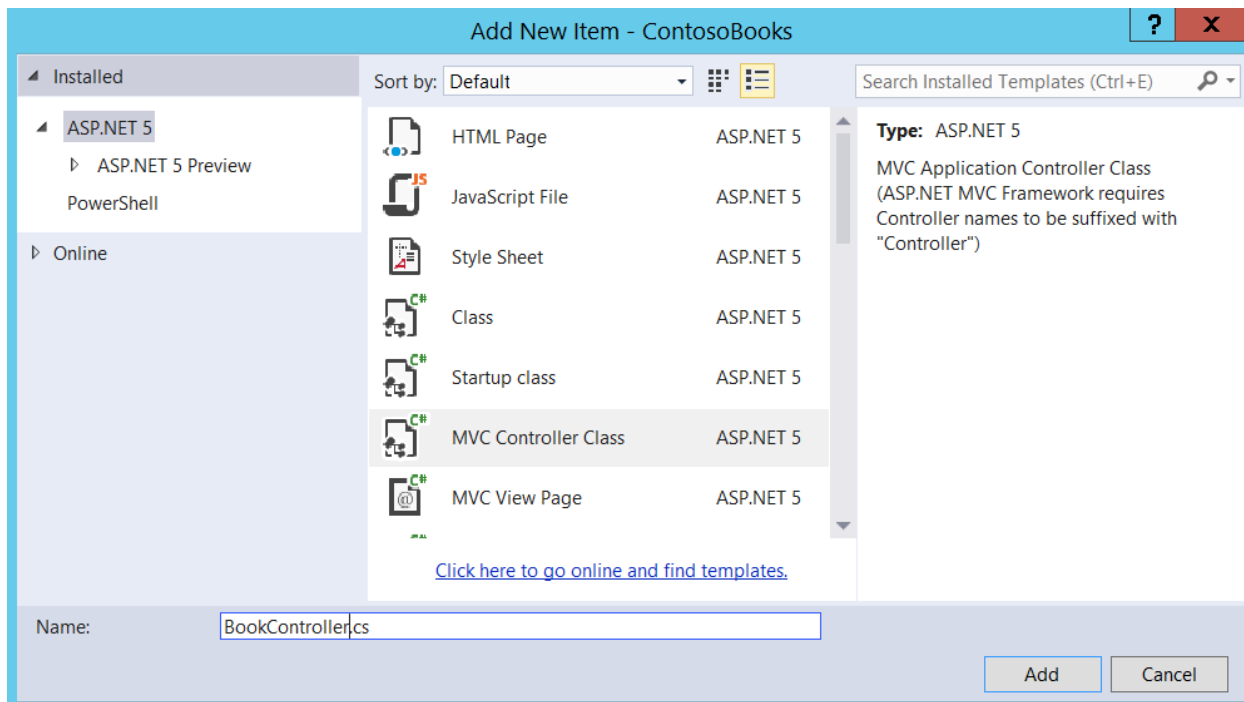 Add New Item - ContosoBooks
? X
Installed
ASP.NET 5
ASP.NET 5 Preview
PowerShell
Online
Sort by: Default
HTML Page ASP.NET 5
JS
JavaScript File ASP.NET 5
Style Sheet ASP.NET 5
C#
Class ASP.NET 5
C#
Startup class ASP.NET 5
C#
MVC Controller Class ASP.NET 5
C#
@
MVC View Page ASP.NET 5
Click here to go online and find templates.
Search Installed Templates (Ctrl+E)
Type: ASP.NET 5
MVC Application Controller Class
(ASP.NET MVC Framework requires
Controller names to be suffixed with
"Controller")
Name: BookController.cs
Add Cancel